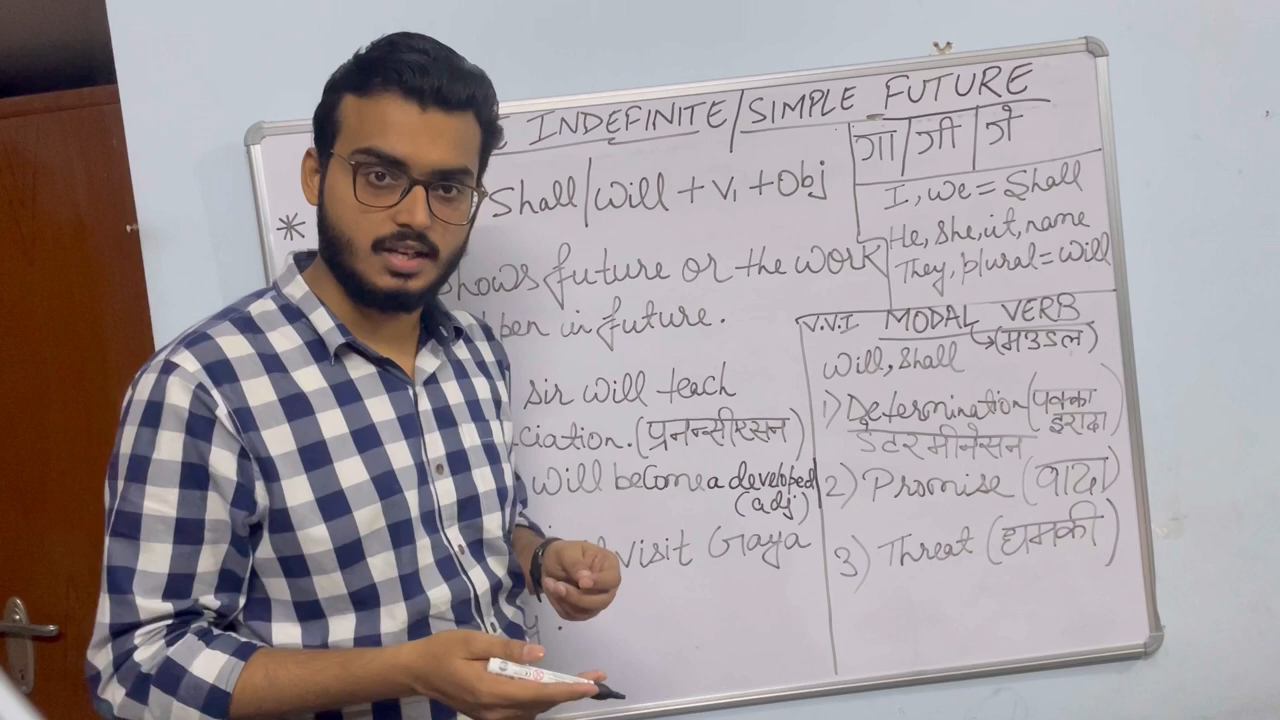 INDEFINITE/SIMPLE FUTURE
गा/गी/गे
* Shall/will + V₁ + Obj
I, we = Shall
He, she, it, name
They, plural = will
shows future or the work
in future.
V.V.I MODAL VERB
→(मउडल)
will, shall
sir will teach
1) Determination (पक्का इरादा)
डेटरमीनेसन
ciation. (प्रनन्सीएसन)
will become a developed
(adj)
2) Promise (वादा)
visit Gaya
3) Threat (धमकी)